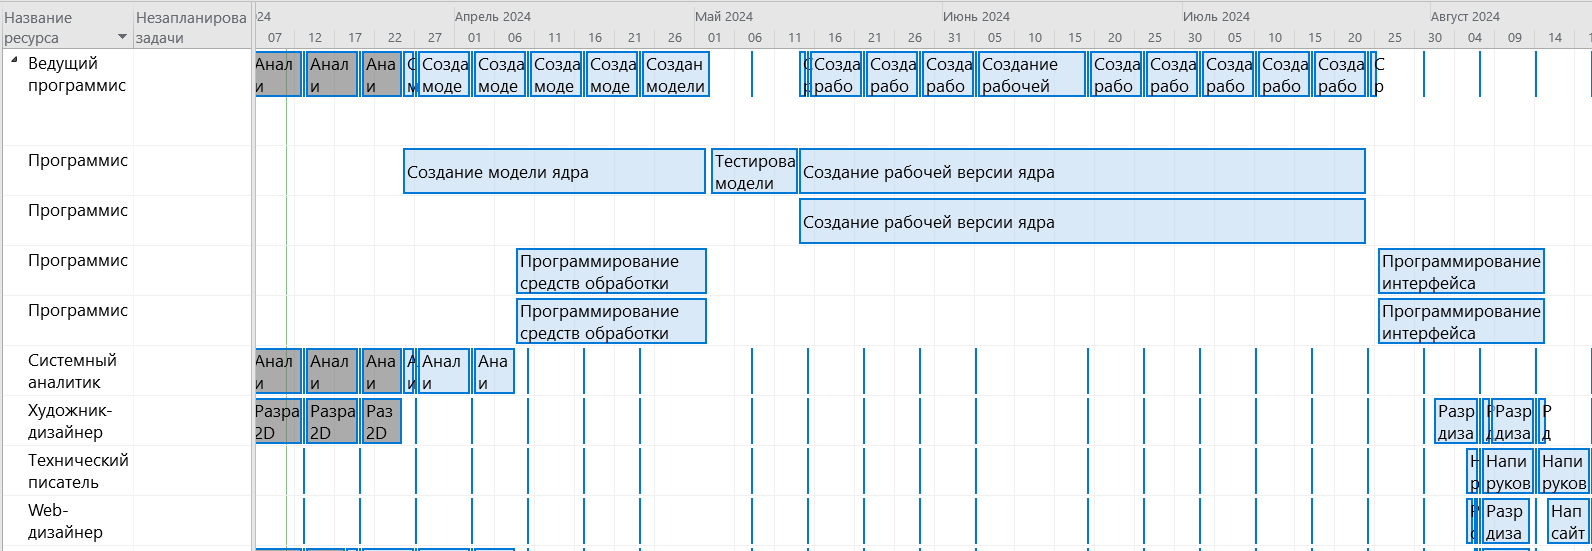 Название ресурса
Незапланирова задачи
024
Апрель 2024
Май 2024
Июнь 2024
Июль 2024
Август 2024
07 12 17 22 27 01 06 11 16 21 26 01 06 11 16 21 26 31 05 10 15 20 25 30 05 10 15 20 25 30 04 09 14
Ведущий
программис
Анал
и
Анал
и
Ана
и
С
м
Созда
моде
Созда
моде
Созда
моде
Созда
моде
Создан
модели
С
р
Созда
рабо
Созда
рабо
Созда
рабо
Создание
рабочей
Созда
рабо
Созда
рабо
Созда
рабо
Созда
рабо
Созда
рабо
С
р
Программис
Создание модели ядра
Тестирова
модели
Создание рабочей версии ядра
Программис
Создание рабочей версии ядра
Программис
Программирование
средств обработки
Программирование
интерфейса
Программис
Программирование
средств обработки
Программирование
интерфейса
Системный
аналитик
Анал
и
Анал
и
Ана
и
А
и
Анал
и
Ана
и
Художник-
дизайнер
Разра
2D
Разра
2D
Раз
2D
Разр
диза
Р
д
Разр
диза
Р
д
Технический
писатель
Н
р
Напи
руков
Напи
руков
Web-
дизайнер
Разр
диза
Нап
сайт